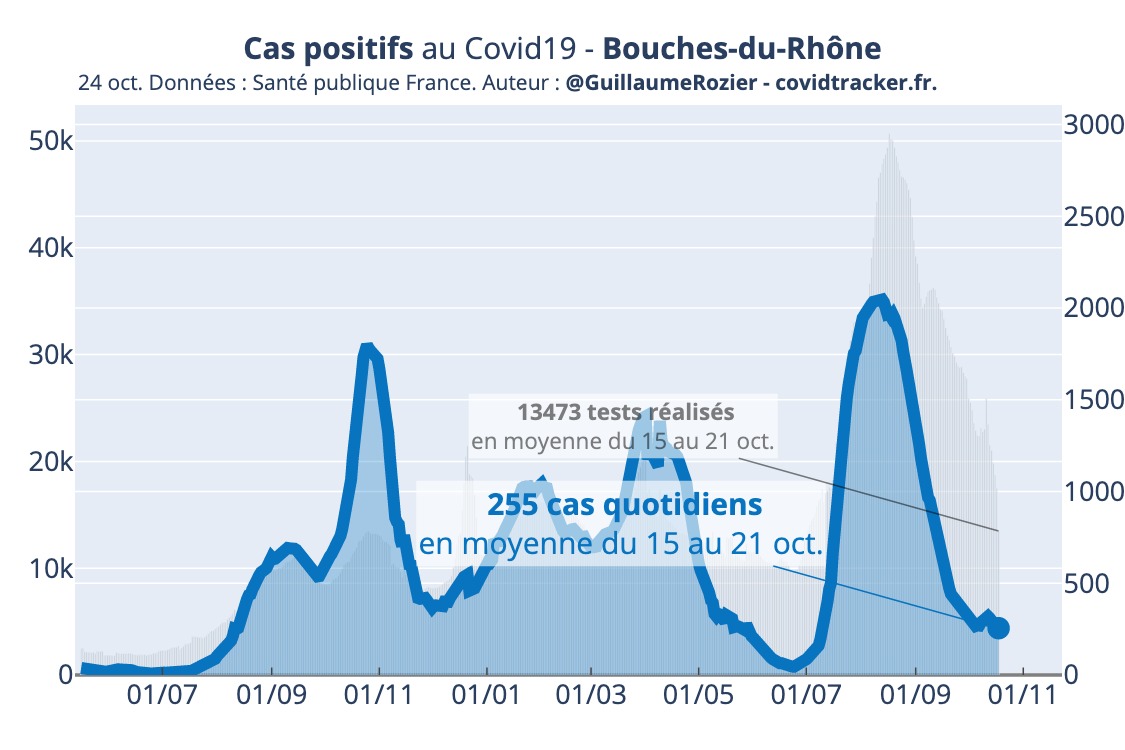 Cas positifs au Covid19 - Bouches-du-Rhône
24 oct. Données : Santé publique France. Auteur : @GuillaumeRozier - covidtracker.fr.
50k
40k
30k
20k
10k
0
3000
2500
2000
1500
1000
500
0
13473 tests réalisés
en moyenne du 15 au 21 oct.
255 cas quotidiens
en moyenne du 15 au 21 oct.
01/07 01/09 01/11 01/01 01/03 01/05 01/07 01/09 01/11